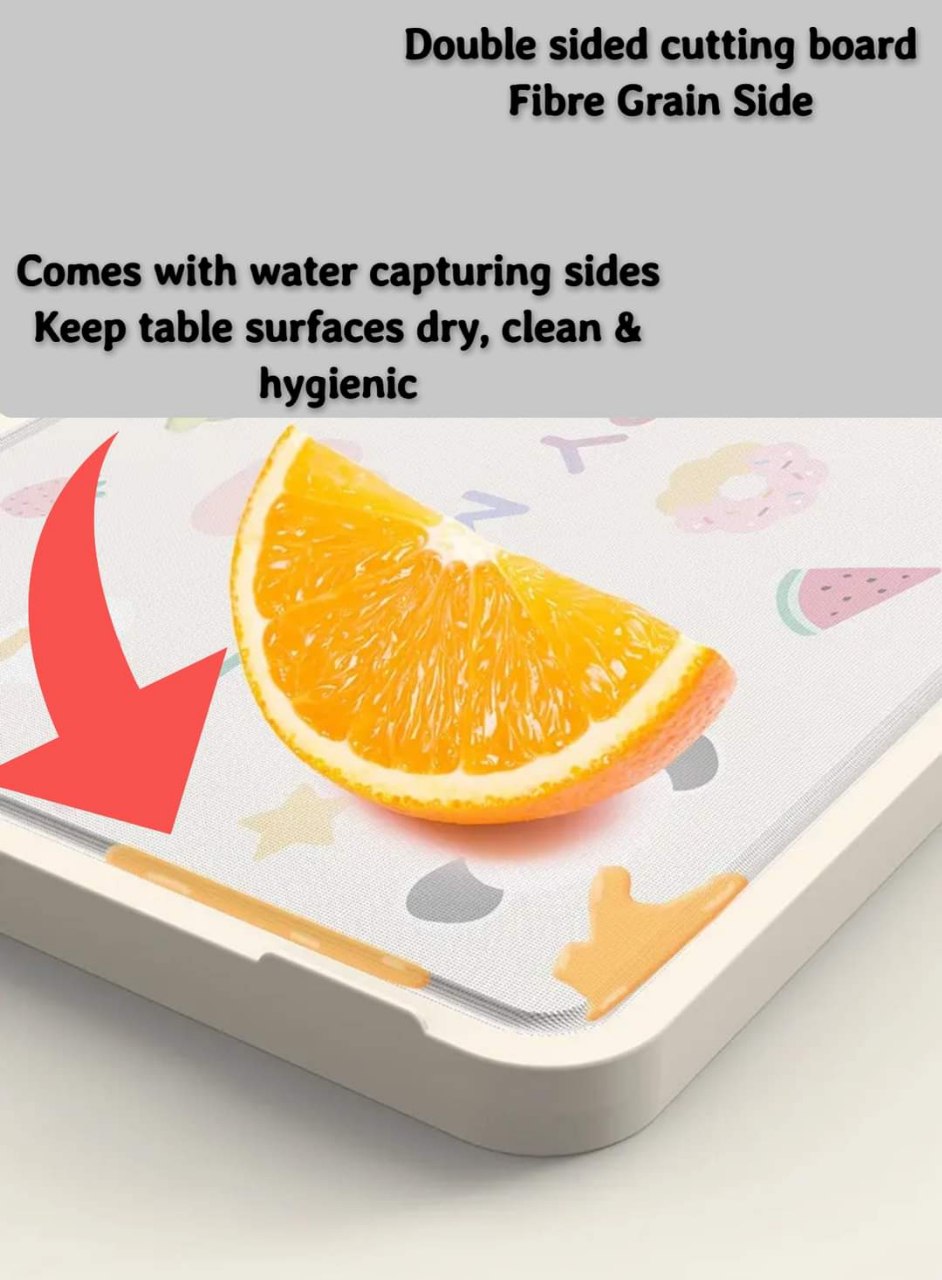 Double sided cutting board
Fibre Grain Side
Comes with water capturing sides
Keep table surfaces dry, clean &
hygienic
N Y